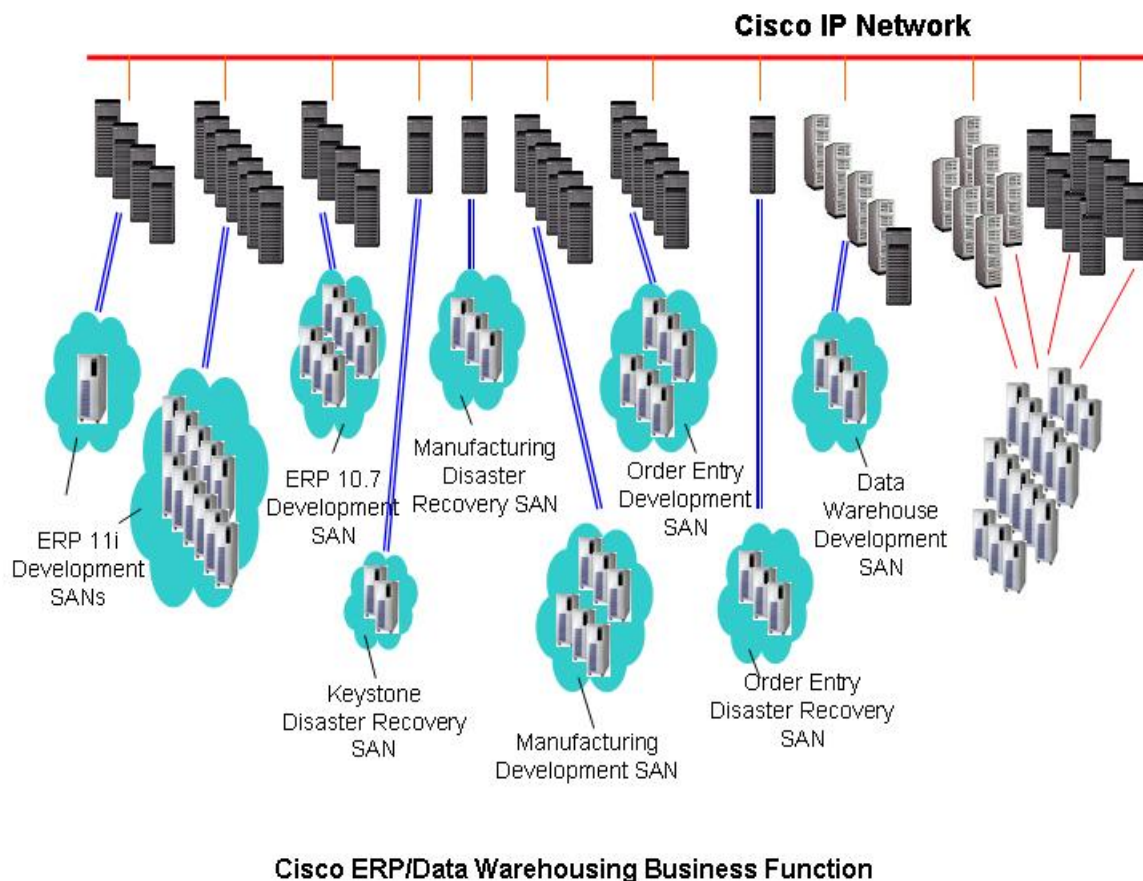 Cisco IP Network
ERP 11i
Development
SANs
ERP 10.7
Development
SAN
Manufacturing
Disaster
Recovery SAN
Order Entry
Development
SAN
Data
Warehouse
Development
SAN
Keystone
Disaster Recovery
SAN
Manufacturing
Development SAN
Order Entry
Disaster Recovery
SAN
Cisco ERP/Data Warehousing Business Function